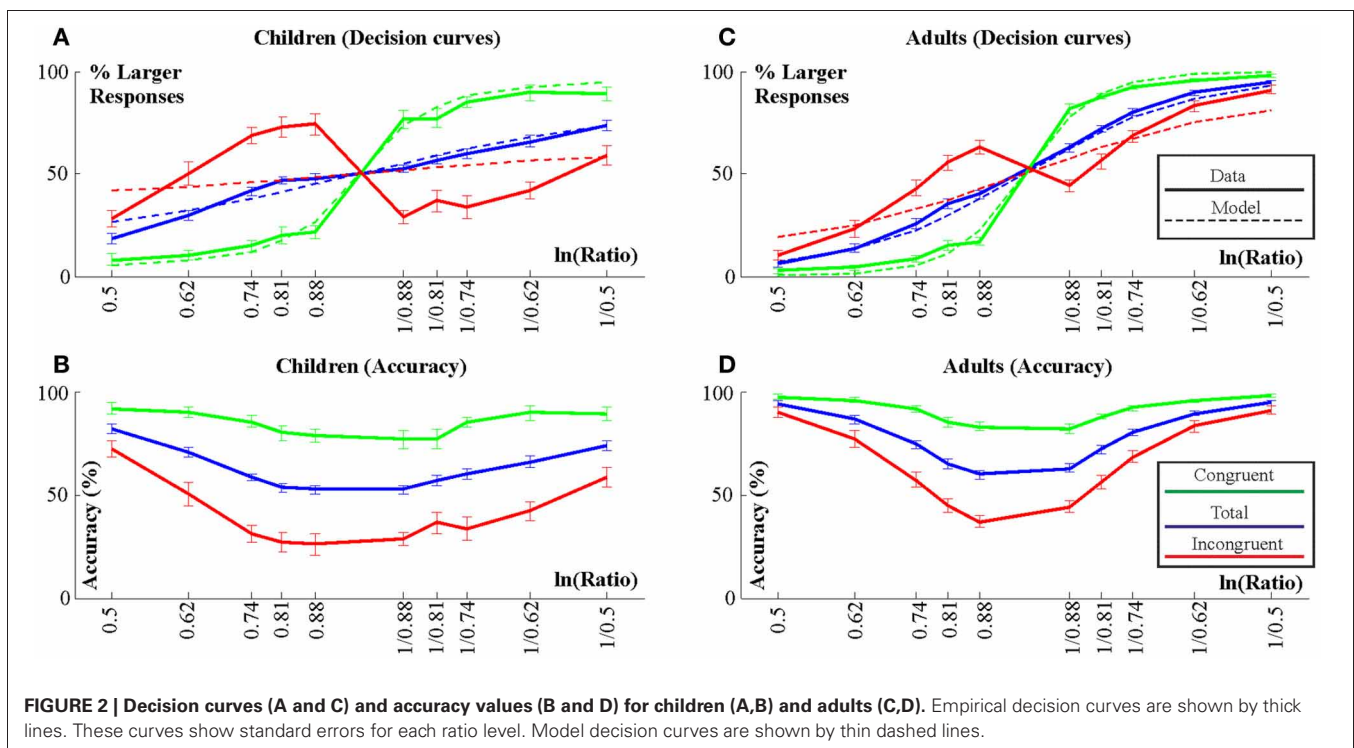 A
Children (Decision curves)
% Larger
Responses
100
50
0
ln(Ratio)
0.5
0.62
0.74
0.81
0.88
1/0.88
1/0.81
1/0.74
1/0.62
1/0.5
C
Adults (Decision curves)
% Larger
Responses
100
50
0
Data
Model
ln(Ratio)
0.5
0.62
0.74
0.81
0.88
1/0.88
1/0.81
1/0.74
1/0.62
1/0.5
B
Children (Accuracy)
100
50
0
Accuracy (%)
ln(Ratio)
0.5
0.62
0.74
0.81
0.88
1/0.88
1/0.81
1/0.74
1/0.62
1/0.5
D
Adults (Accuracy)
100
50
0
Accuracy (%)
Congruent
Total
Incongruent
ln(Ratio)
0.5
0.62
0.74
0.81
0.88
1/0.88
1/0.81
1/0.74
1/0.62
1/0.5
FIGURE 2 | Decision curves (A and C) and accuracy values (B and D) for children (A,B) and adults (C,D). Empirical decision curves are shown by thick
lines. These curves show standard errors for each ratio level. Model decision curves are shown by thin dashed lines.